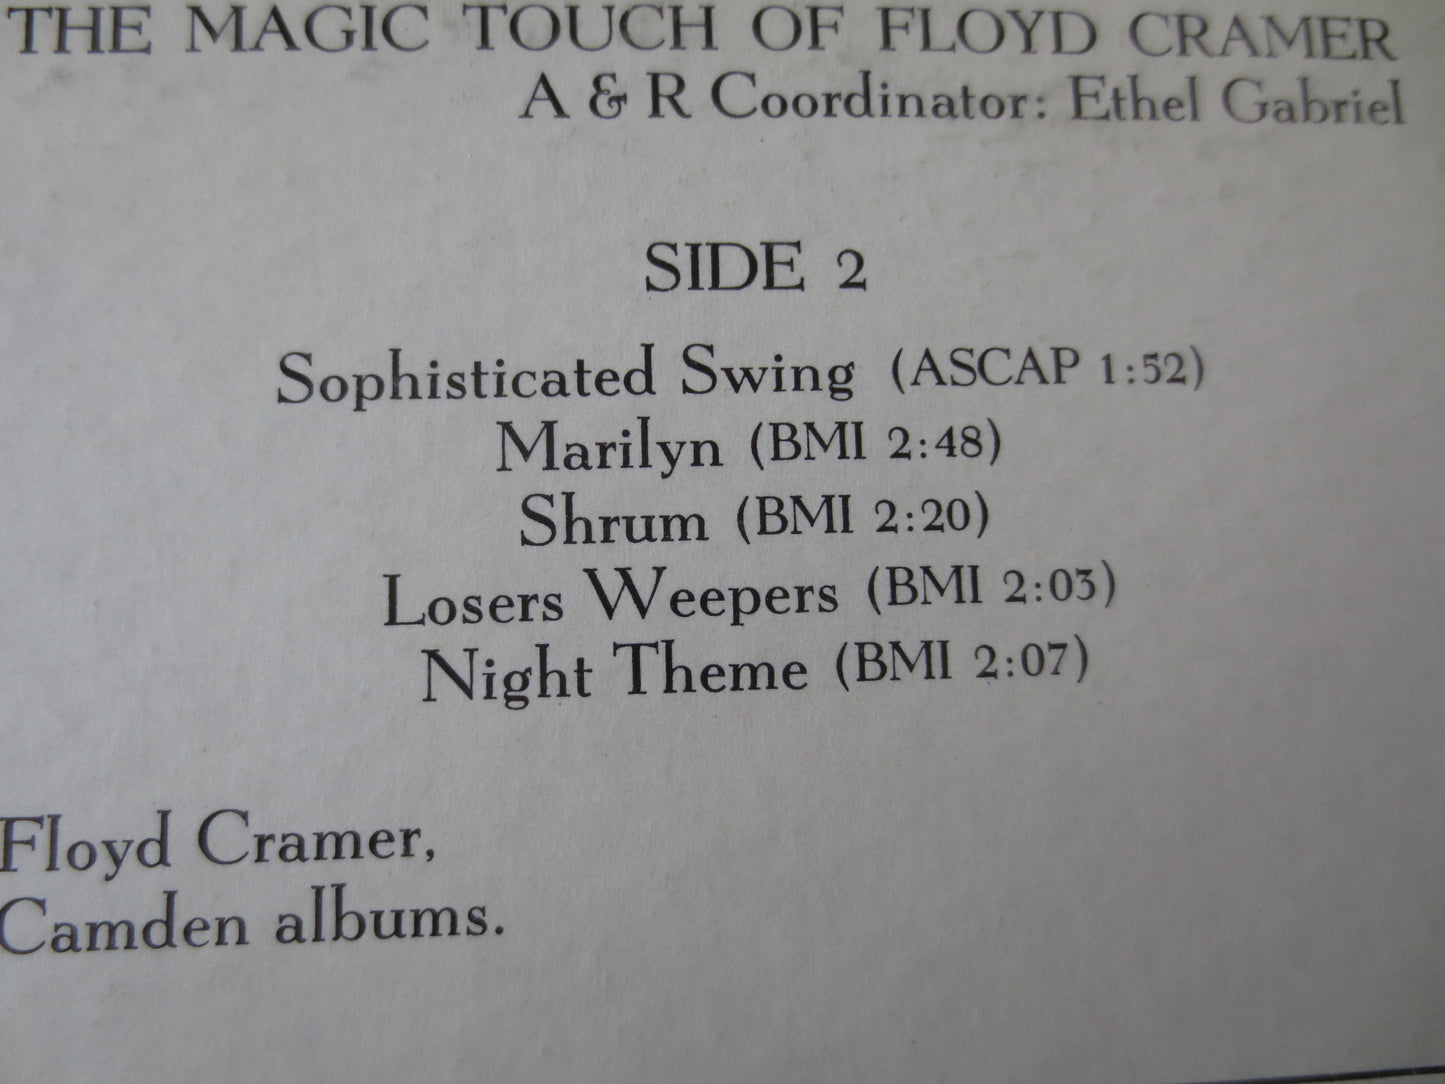 THE MAGIC TOUCH OF FLOYD CRAMER
A & R Coordinator: Ethel Gabriel
SIDE 2
Sophisticated Swing (ASCAP 1:52)
Marilyn (BMI 2:48)
Shrum (BMI 2:20)
Losers Weepers (BMI 2:03)
Night Theme (BMI 2:07)
Floyd Cramer,
Camden albums.